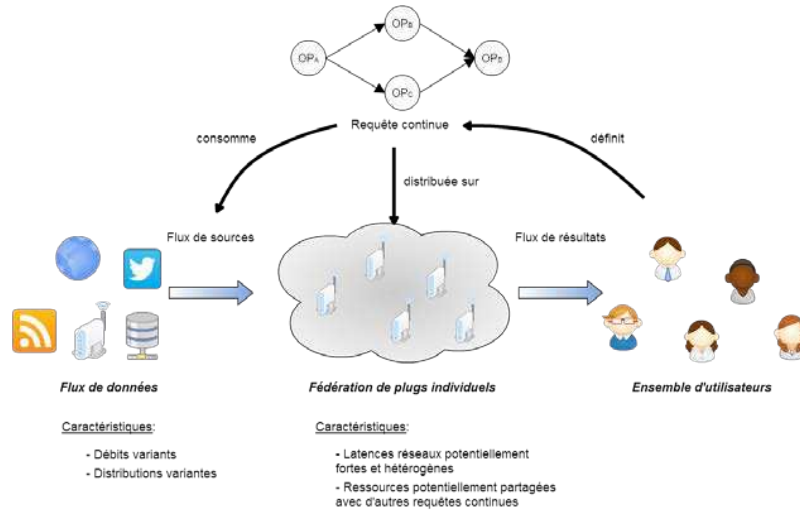 OPB
OPA
OPD
OPC
Requête continue
consomme
définit
distribuée sur
Flux de sources
Flux de résultats
Flux de données
Fédération de plugs individuels
Ensemble d'utilisateurs
Caractéristiques:
- Débits variants
- Distributions variantes
Caractéristiques:
- Latences réseaux potentiellement
fortes et hétérogènes
- Ressources potentiellement partagées
avec d'autres requêtes continues